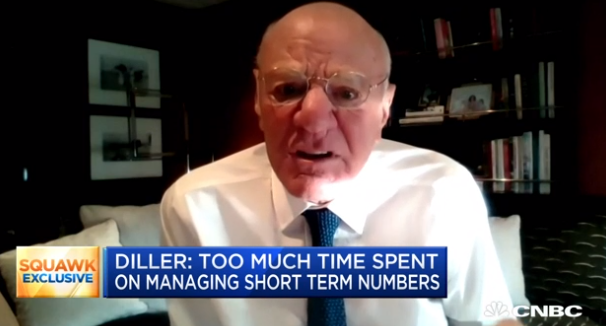 SQUAWK
EXCLUSIVE
DILLER: TOO MUCH TIME SPENT
ON MANAGING SHORT TERM NUMBERS
CNBC